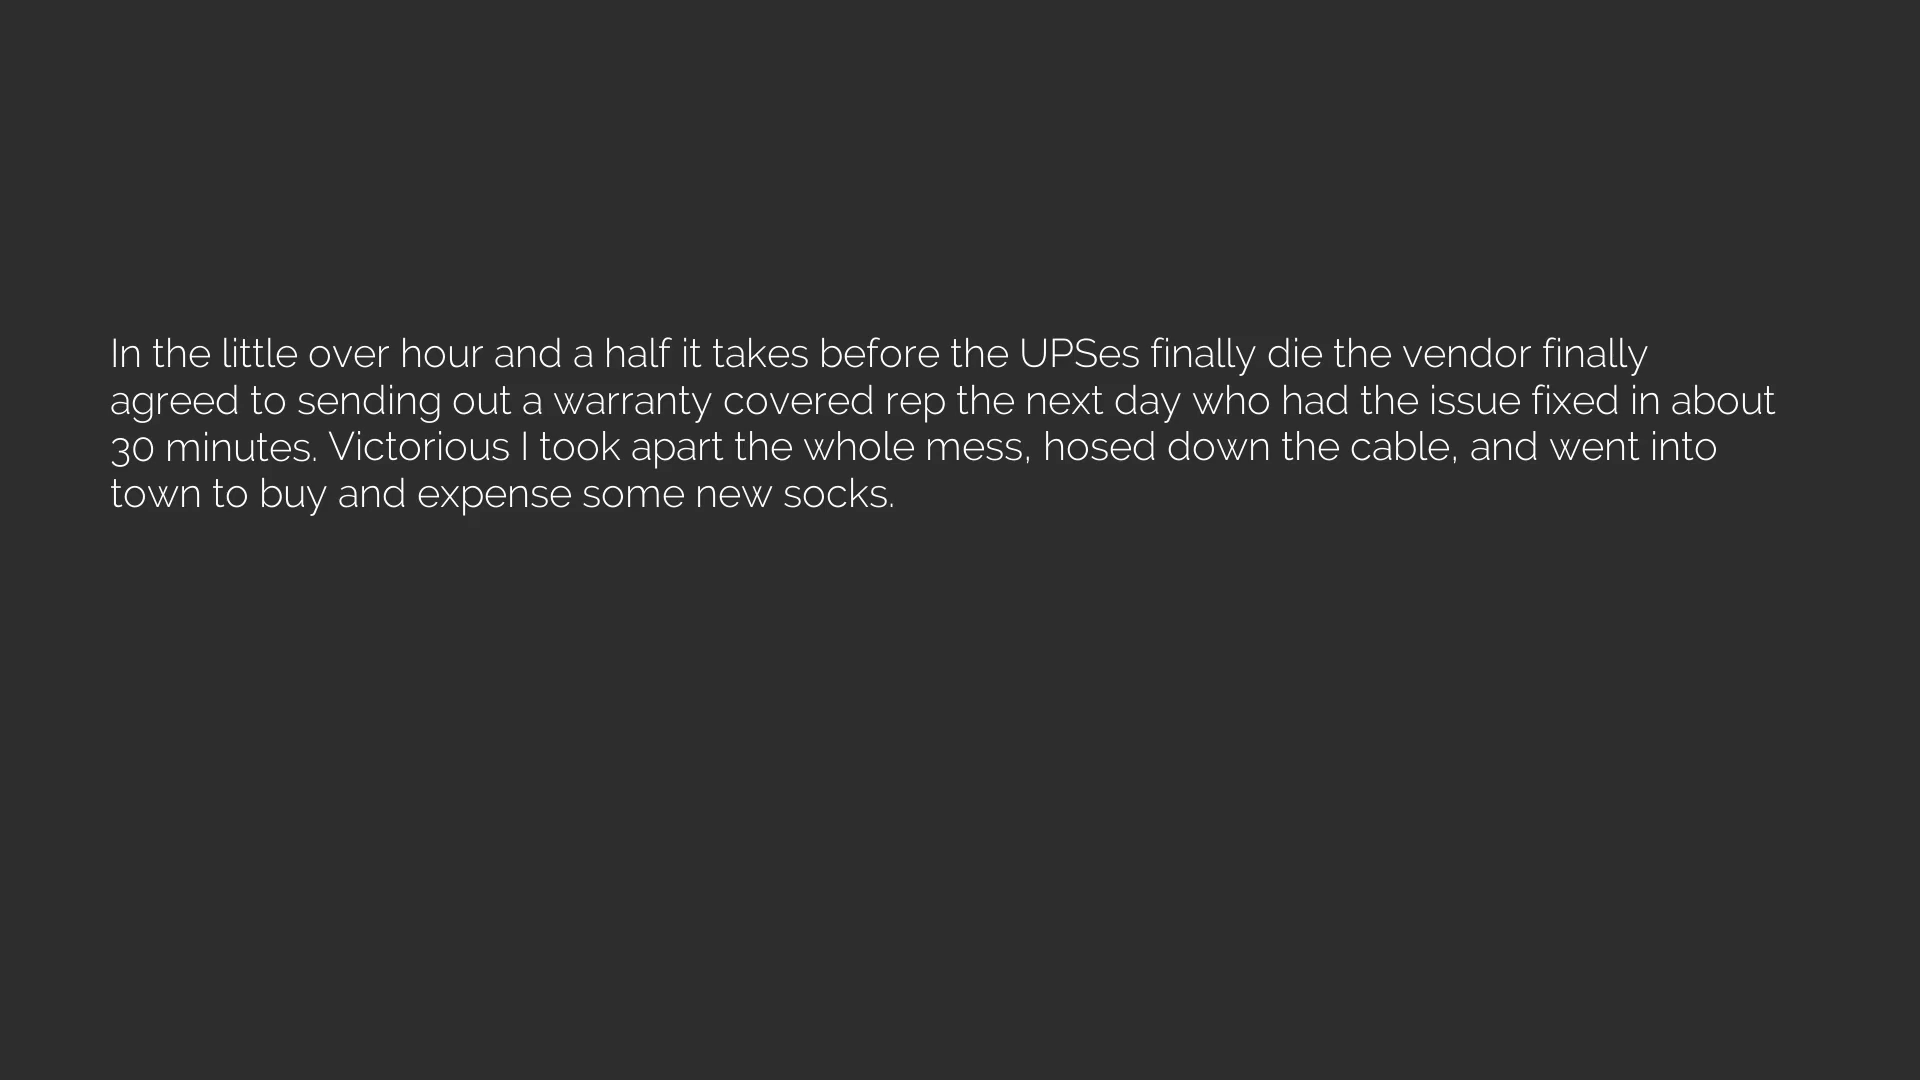 In the little over hour and a half it takes before the UPSes finally die the vendor finally
agreed to sending out a warranty covered rep the next day who had the issue fixed in about
30 minutes. Victorious I took apart the whole mess, hosed down the cable, and went into
town to buy and expense some new socks.